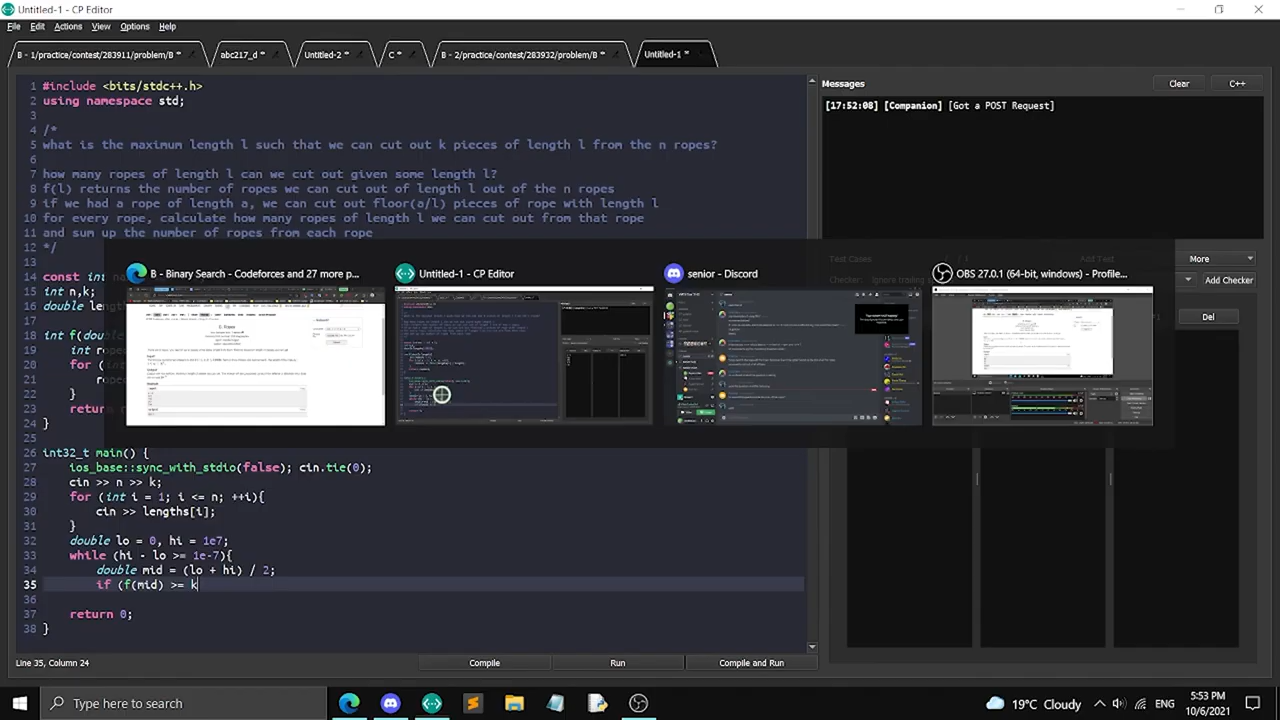 Untitled-1 - CP Editor
File Edit Actions View Options Help
B - 1/practice/contest/283911/problem/B *
abc217_d *
Untitled-2 *
C *
B - 2/practice/contest/283932/problem/B *
Untitled-1 *
1 #include <bits/stdc++.h>
2 using namespace std;
3
4 /*
5 what is the maximum length l such that we can cut out k pieces of length l from the n ropes?
6
7 how many ropes of length l can we cut out given some length l?
8 f(l) returns the number of ropes we can cut out of length l out of the n ropes
9 if we had a rope of length a, we can cut out floor(a/l) pieces of rope with length l
10 for every rope, calculate how many ropes of length l we can cut out from that rope
11 and sum up the number of ropes from each rope
12 */
13
14 const int
15 int n,k;
16 double
17
18 int f(dou
19 int
20 for (
21
22 }
23 return
24 }
25
26 int32_t main() {
27 ios_base::sync_with_stdio(false); cin.tie(0);
28 cin >> n >> k;
29 for (int i = 1; i <= n; ++i){
30 cin >> lengths[i];
31 }
32 double lo = 0, hi = 1e7;
33 while (hi - lo >= 1e-7){
34 double mid = (lo + hi) / 2;
35 if (f(mid) >= k
36
37 return 0;
38 }
Line 35, Column 24
Compile
Run
Compile and Run
Messages
Clear
C++
[17:52:08] [Companion] [Got a POST Request]
Test Cases
Add Test
More
Checker:
Add Checker
Del
B - Binary Search - Codeforces and 27 more p...
Untitled-1 - CP Editor
senior - Discord
OBS 27.0.1 (64-bit, windows) - Profile...
Type here to search
19°C Cloudy
ENG
5:53 PM
10/6/2021